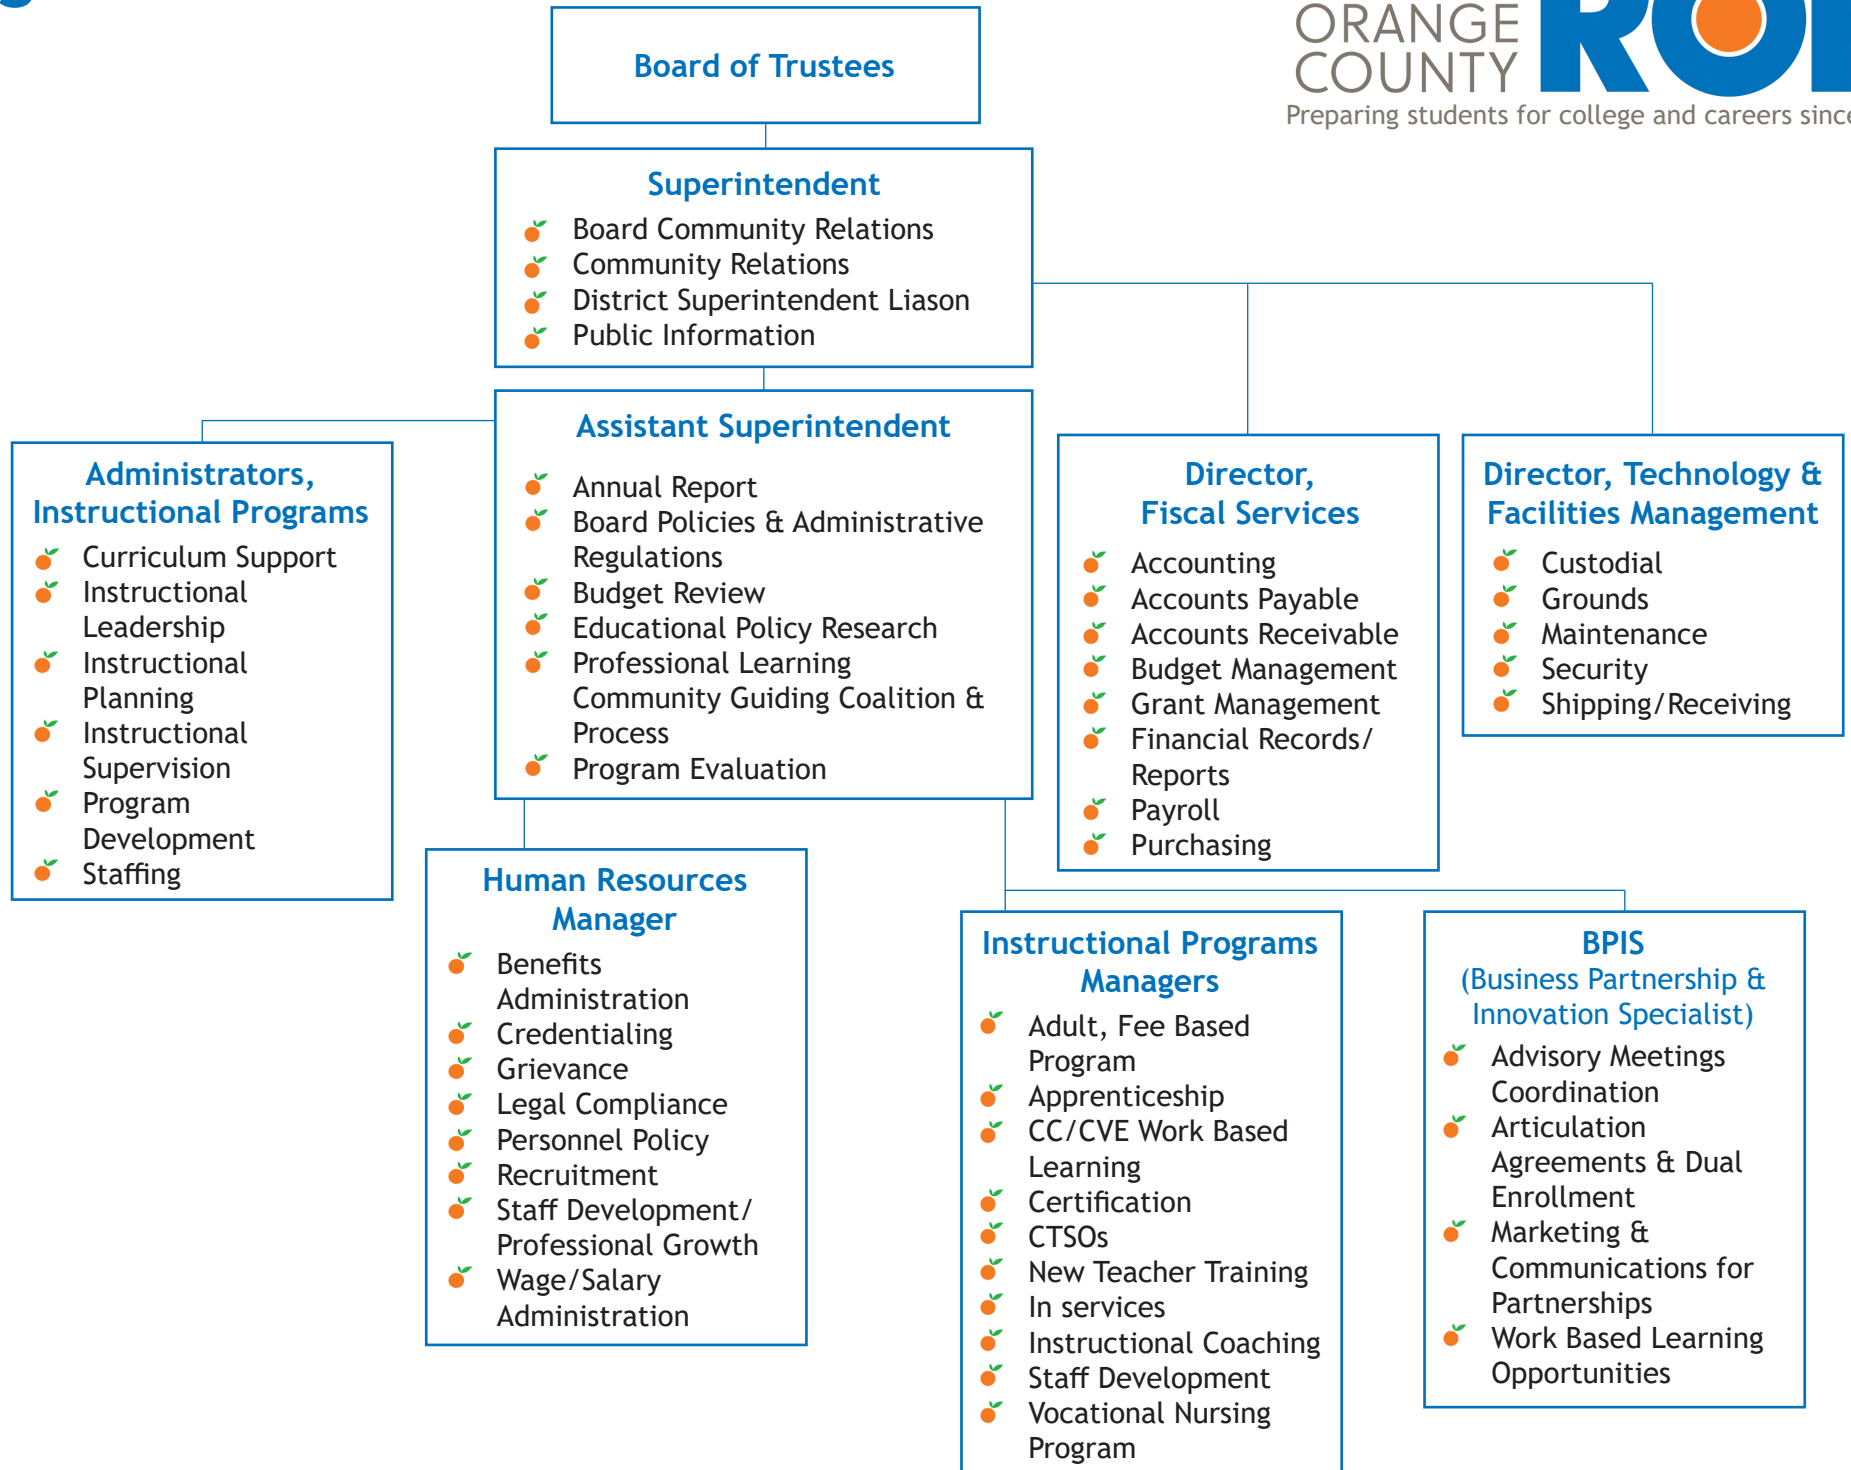 ORANGE
COUNTY
Preparing students for college and careers since
Board of Trustees
Superintendent
Board Community Relations
Community Relations
District Superintendent Liason
Public Information
Assistant Superintendent
Annual Report
Board Policies & Administrative
Regulations
Budget Review
Educational Policy Research
Professional Learning
Community Guiding Coalition &
Process
Program Evaluation
Administrators,
Instructional Programs
Curriculum Support
Instructional
Leadership
Instructional
Planning
Instructional
Supervision
Program
Development
Staffing
Director,
Fiscal Services
Accounting
Accounts Payable
Accounts Receivable
Budget Management
Grant Management
Financial Records/
Reports
Payroll
Purchasing
Director, Technology &
Facilities Management
Custodial
Grounds
Maintenance
Security
Shipping/Receiving
Human Resources
Manager
Benefits
Administration
Credentialing
Grievance
Legal Compliance
Personnel Policy
Recruitment
Staff Development/
Professional Growth
Wage/Salary
Administration
Instructional Programs
Managers
Adult, Fee Based
Program
Apprenticeship
CC/CVE Work Based
Learning
Certification
CTSOs
New Teacher Training
In services
Instructional Coaching
Staff Development
Vocational Nursing
Program
BPIS
(Business Partnership &
Innovation Specialist)
Advisory Meetings
Coordination
Articulation
Agreements & Dual
Enrollment
Marketing &
Communications for
Partnerships
Work Based Learning
Opportunities